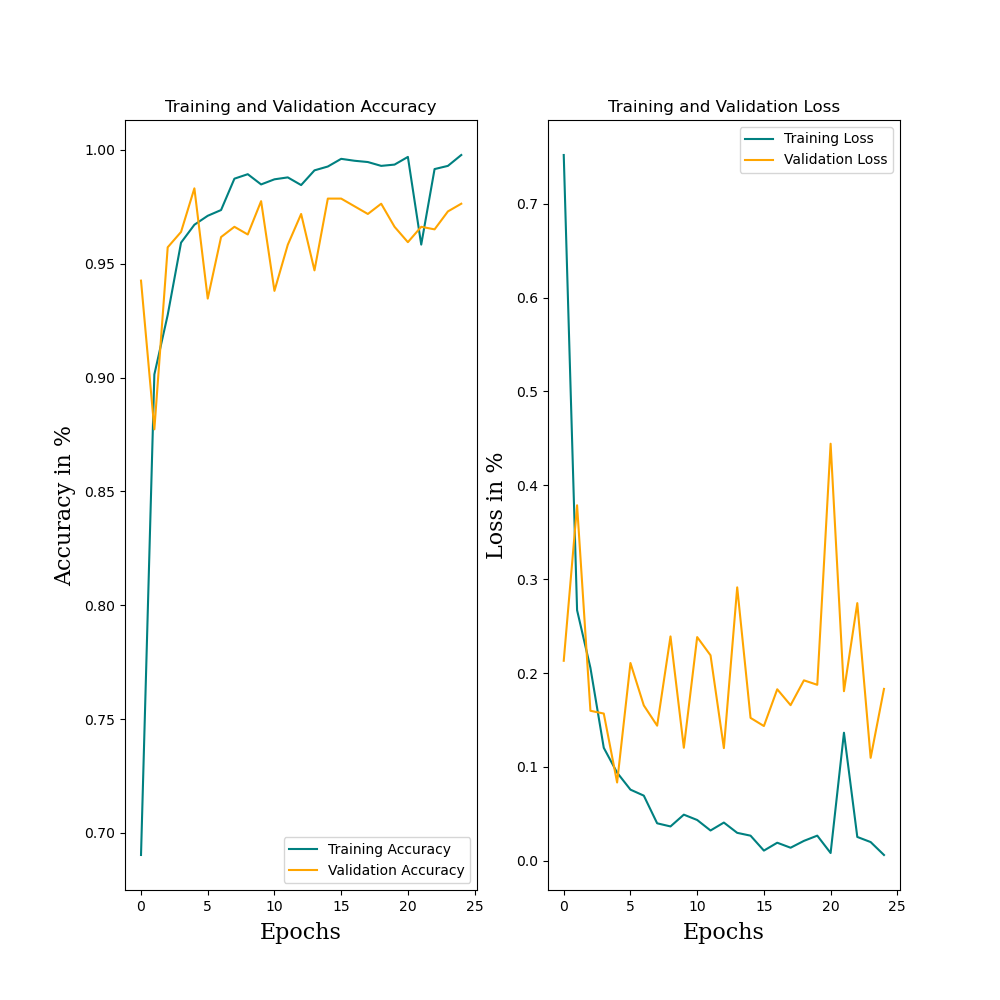 Training and Validation Accuracy
Accuracy in %
1.00
0.95
0.90
0.85
0.80
0.75
0.70
Training Accuracy
Validation Accuracy
0 5 10 15 20 25
Epochs
Training and Validation Loss
Loss in %
Training Loss
Validation Loss
0.7
0.6
0.5
0.4
0.3
0.2
0.1
0.0
0 5 10 15 20 25
Epochs